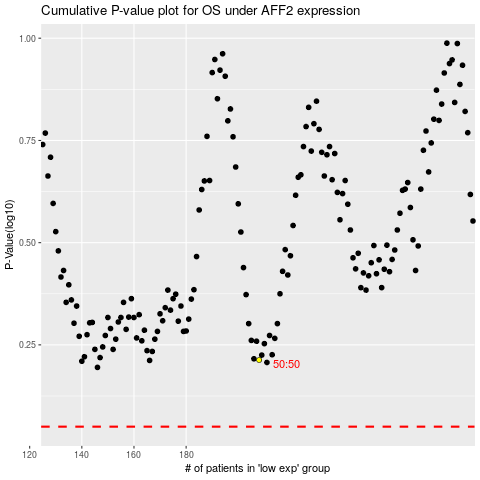 Cumulative P-value plot for OS under AFF2 expression
P-Value(log10)
1.00
0.75
0.50
0.25
50:50
120 140 160 180
# of patients in 'low exp' group